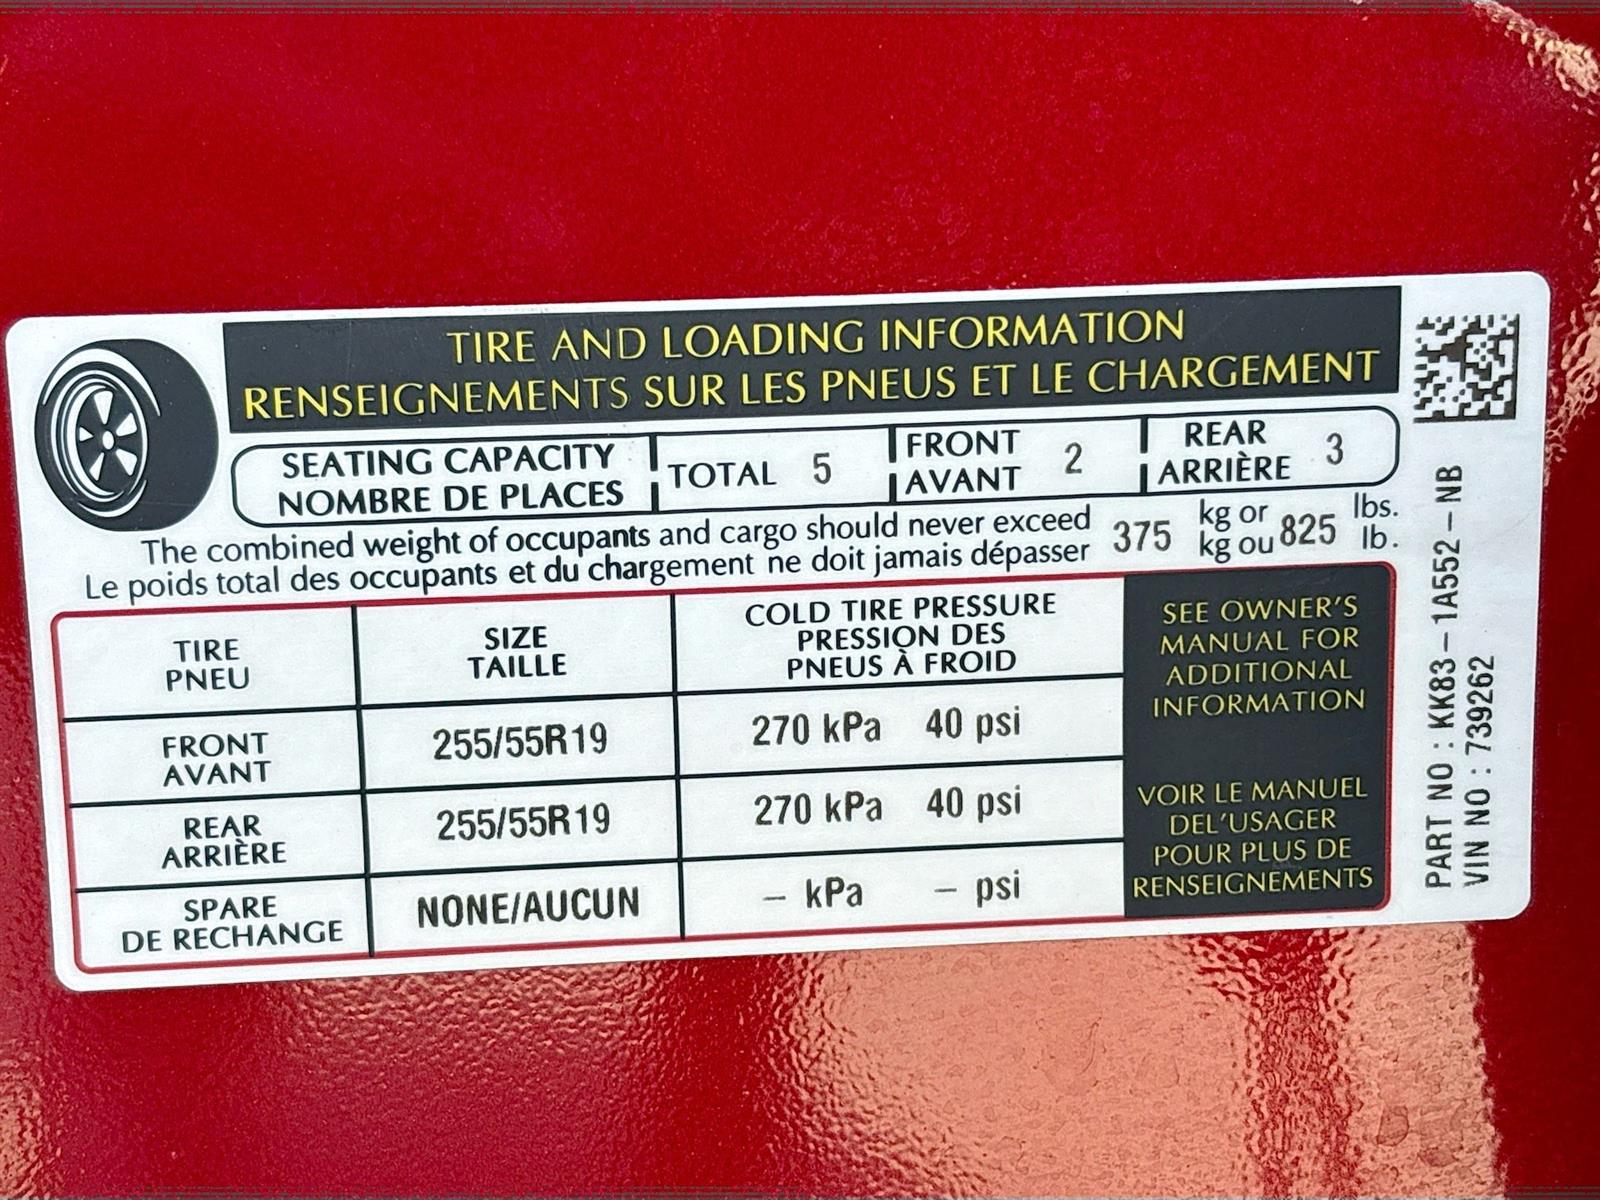 TIRE AND LOADING INFORMATION
RENSEIGNEMENTS SUR LES PNEUS ET LE CHARGEMENT
SEATING CAPACITY
NOMBRE DE PLACES
TOTAL 5
FRONT
AVANT
2
REAR
ARRIÈRE
3
The combined weight of occupants and cargo should never exceed
Le poids total des occupants et du chargement ne doit jamais dépasser
375
kg or
kg ou
825
lbs.
lb.
TIRE
PNEU
SIZE
TAILLE
COLD TIRE PRESSURE
PRESSION DES
PNEUS À FROID
FRONT
AVANT
255/55R19
270 kPa 40 psi
REAR
ARRIÈRE
255/55R19
270 kPa 40 psi
SPARE
DE RECHANGE
NONE/AUCUN
– kPa – psi
SEE OWNER'S
MANUAL FOR
ADDITIONAL
INFORMATION
VOIR LE MANUEL
DEL'USAGER
POUR PLUS DE
RENSEIGNEMENTS
PART NO : KK83–1A552–NB
VIN NO : 739262